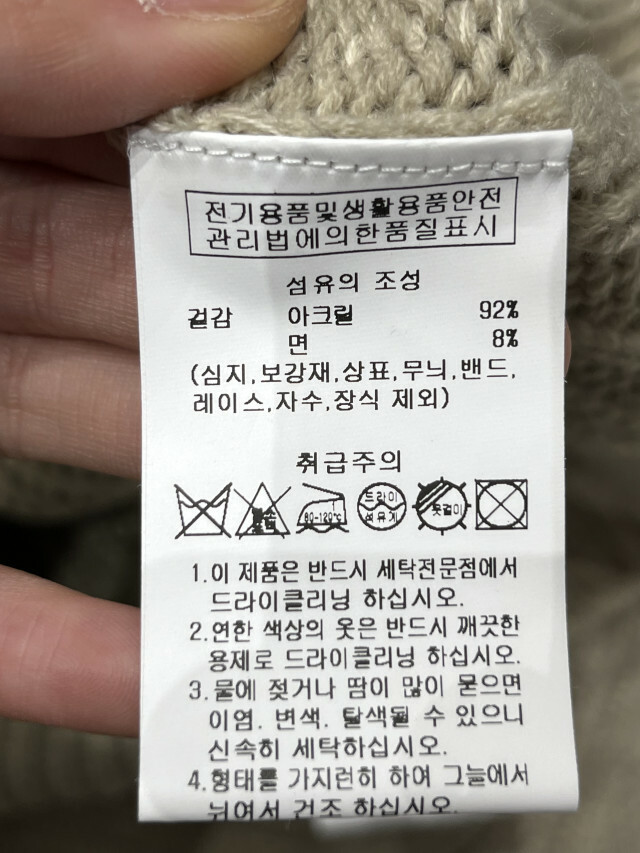 전기용품및생활용품안전
관리법에의한품질표시
섬유의 조성
겉감 아크릴 92%
면 8%
(심지,보강재,상표,무늬,밴드,
레이스,자수,장식 제외)
취급주의
80-120℃ 드라이 옷걸이
석유계
1.이 제품은 반드시 세탁전문점에서
드라이클리닝 하십시오.
2.연한 색상의 옷은 반드시 깨끗한
용제로 드라이클리닝 하십시오.
3.물에 젖거나 땀이 많이 묻으면
이염. 변색. 탈색될 수 있으니
신속히 세탁하십시오.
4.형태를 가지런히 하여 그늘에서
뉘여서 건조 하십시오.